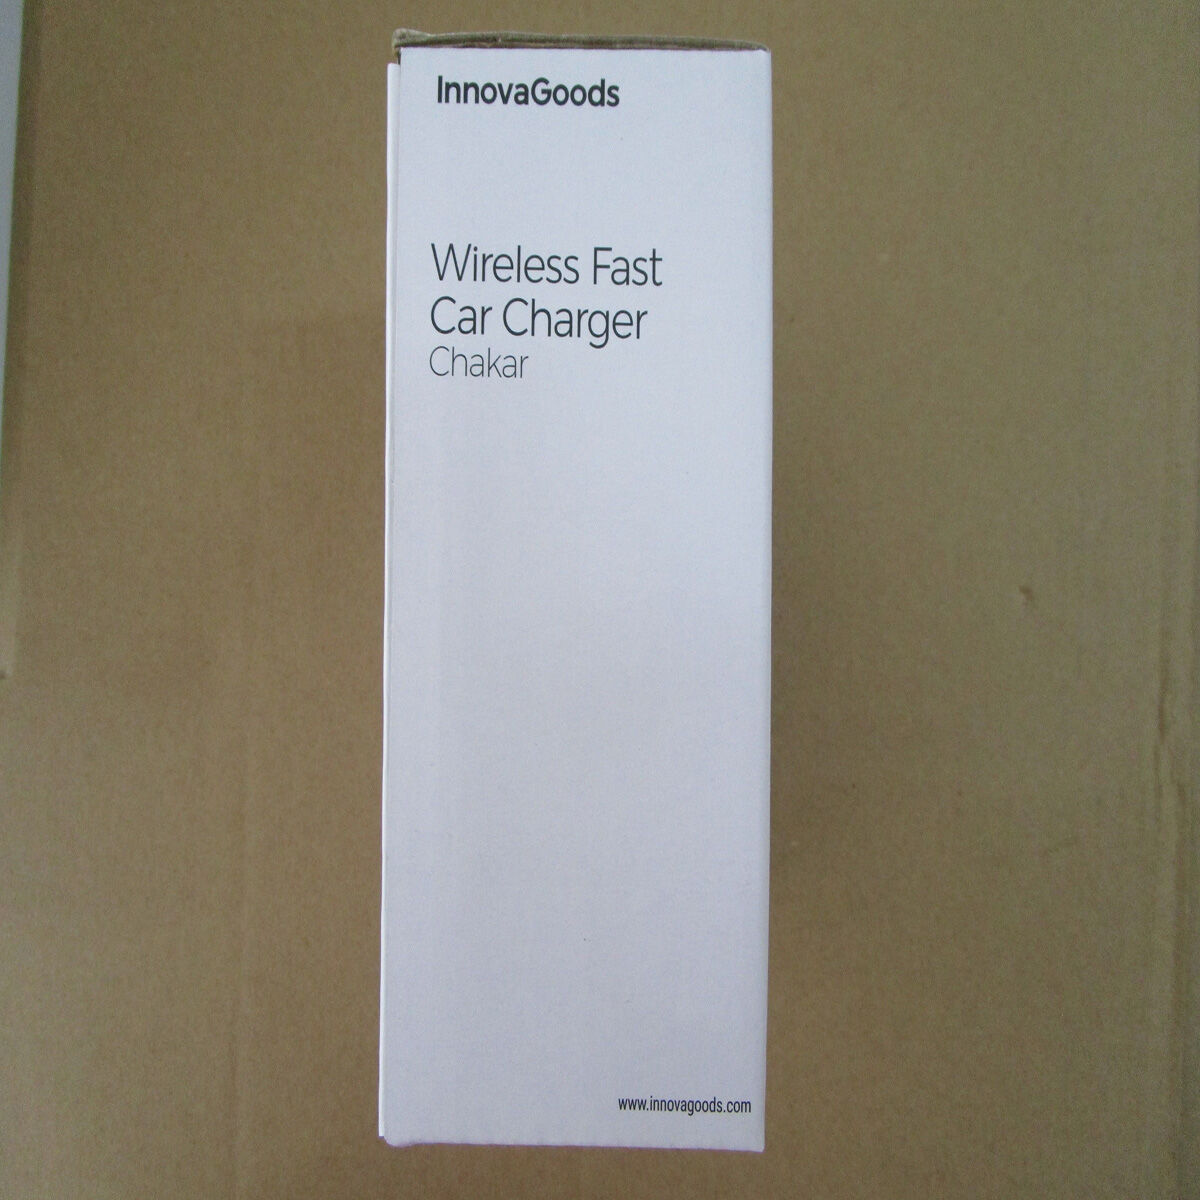 InnovaGoods
Wireless Fast
Car Charger
Chakar
www.innovagoods.com